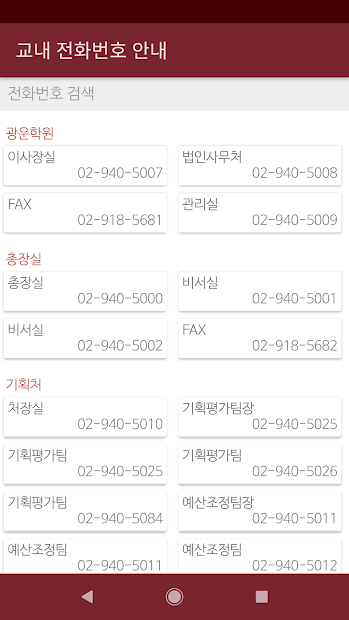 교내 전화번호 안내
전화번호 검색
광운학원
이사장실
02-940-5007
법인사무처
02-940-5008
FAX
02-918-5681
관리실
02-940-5009
총장실
총장실
02-940-5000
비서실
02-940-5001
비서실
02-940-5002
FAX
02-918-5682
기획처
처장실
02-940-5010
기획평가팀장
02-940-5025
기획평가팀
02-940-5025
기획평가팀
02-940-5026
기획평가팀
02-940-5084
예산조정팀장
02-940-5011
예산조정팀
02-940-5011
예산조정팀
02-940-5012